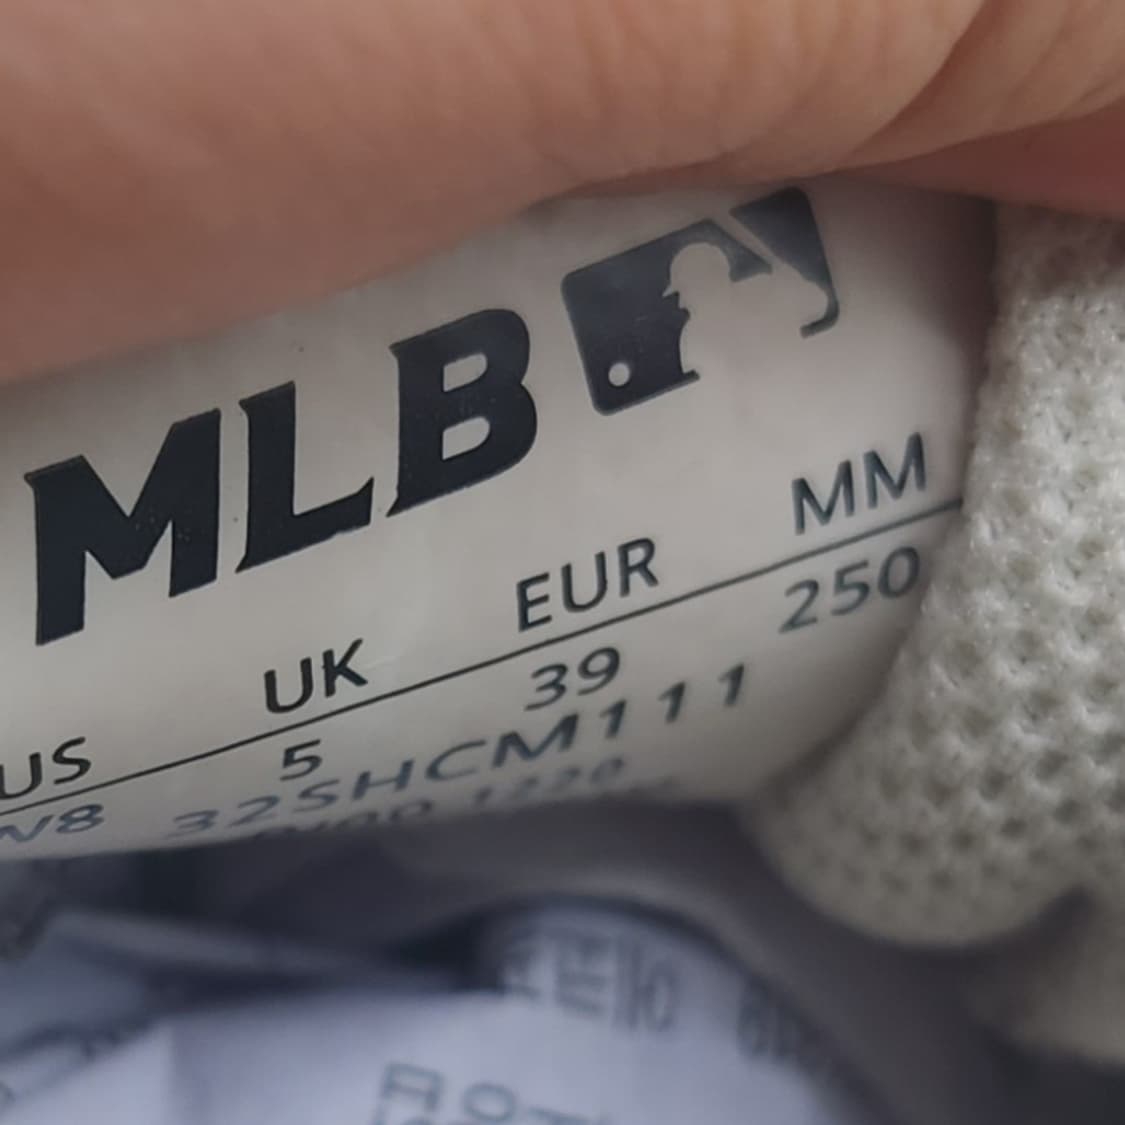 MLB
US UK EUR MM
W8 5 39 250
32SHCM111